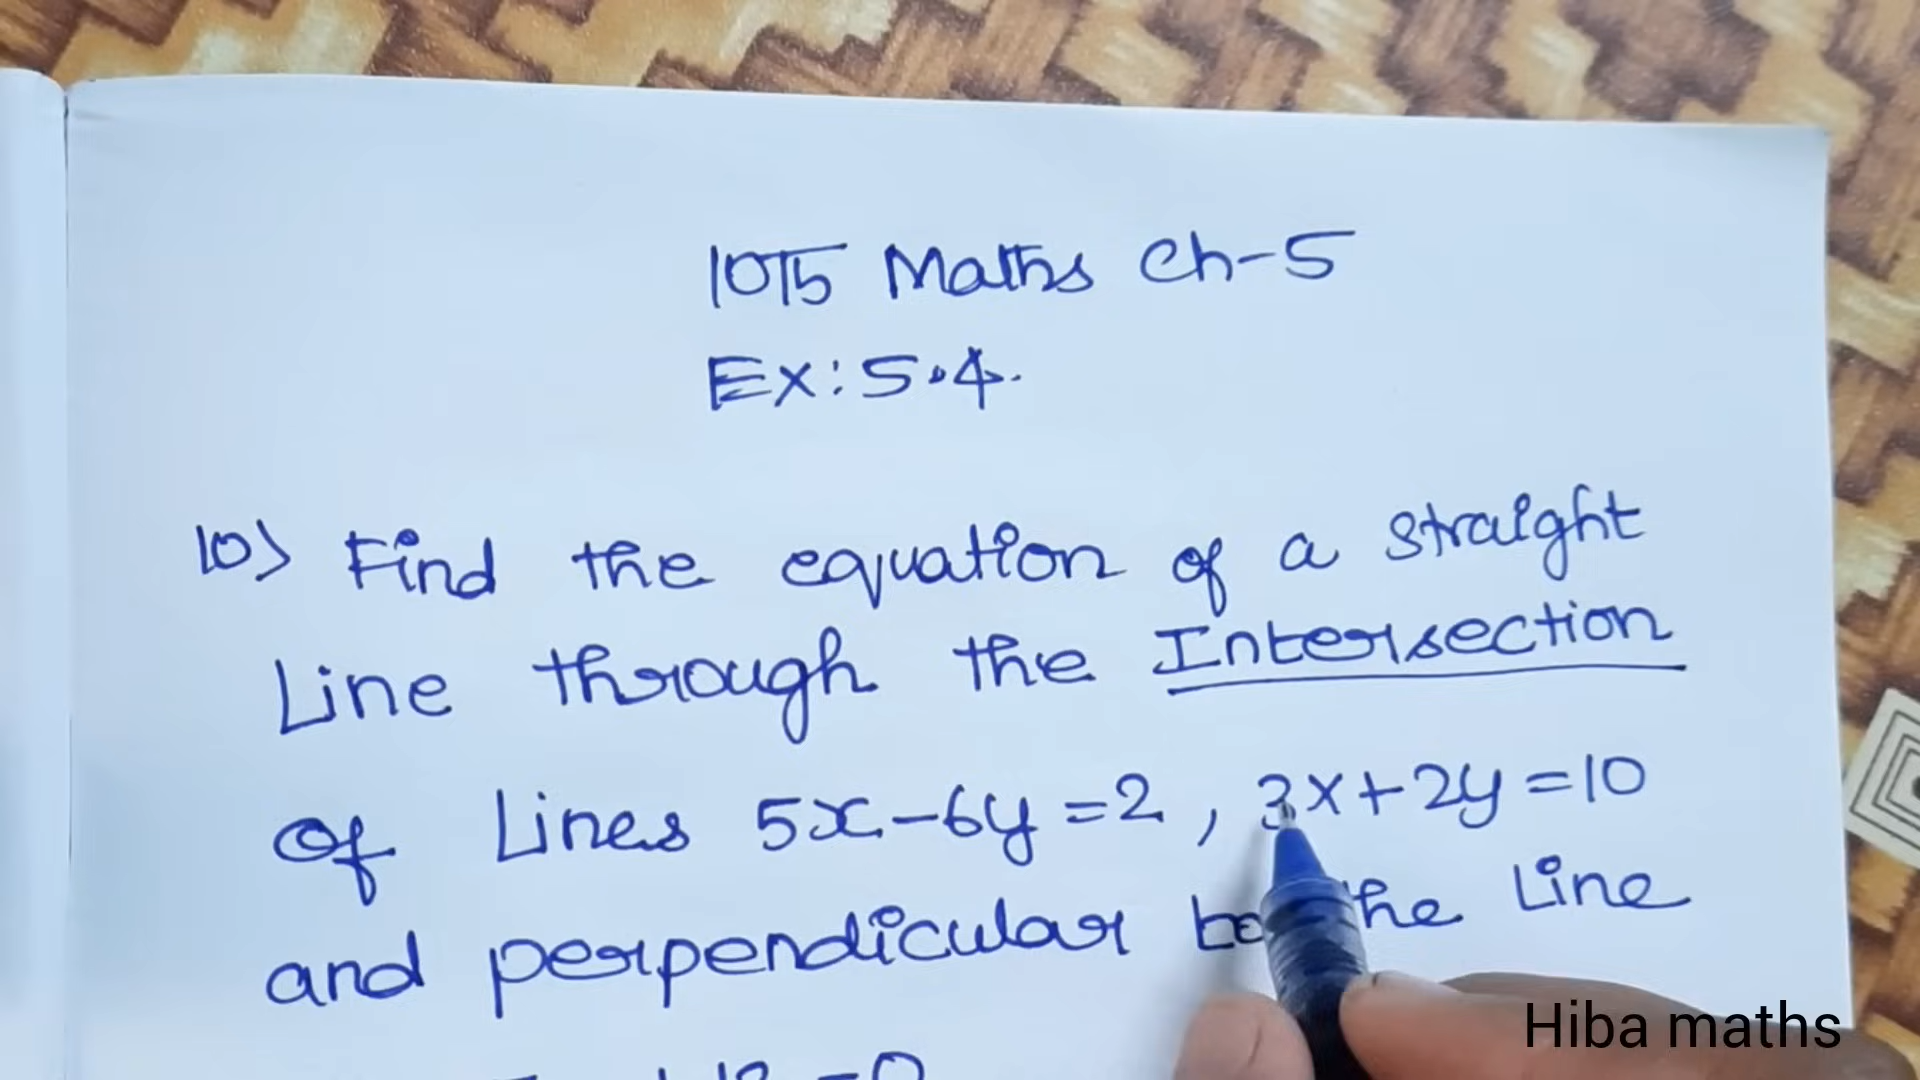 10th Maths Ch-5
Ex: 5.4.
10) Find the equation of a straight
Line through the Intersection
of Lines 5x-6y=2, 3x+2y=10
and perpendicular to the Line
=0
Hiba maths